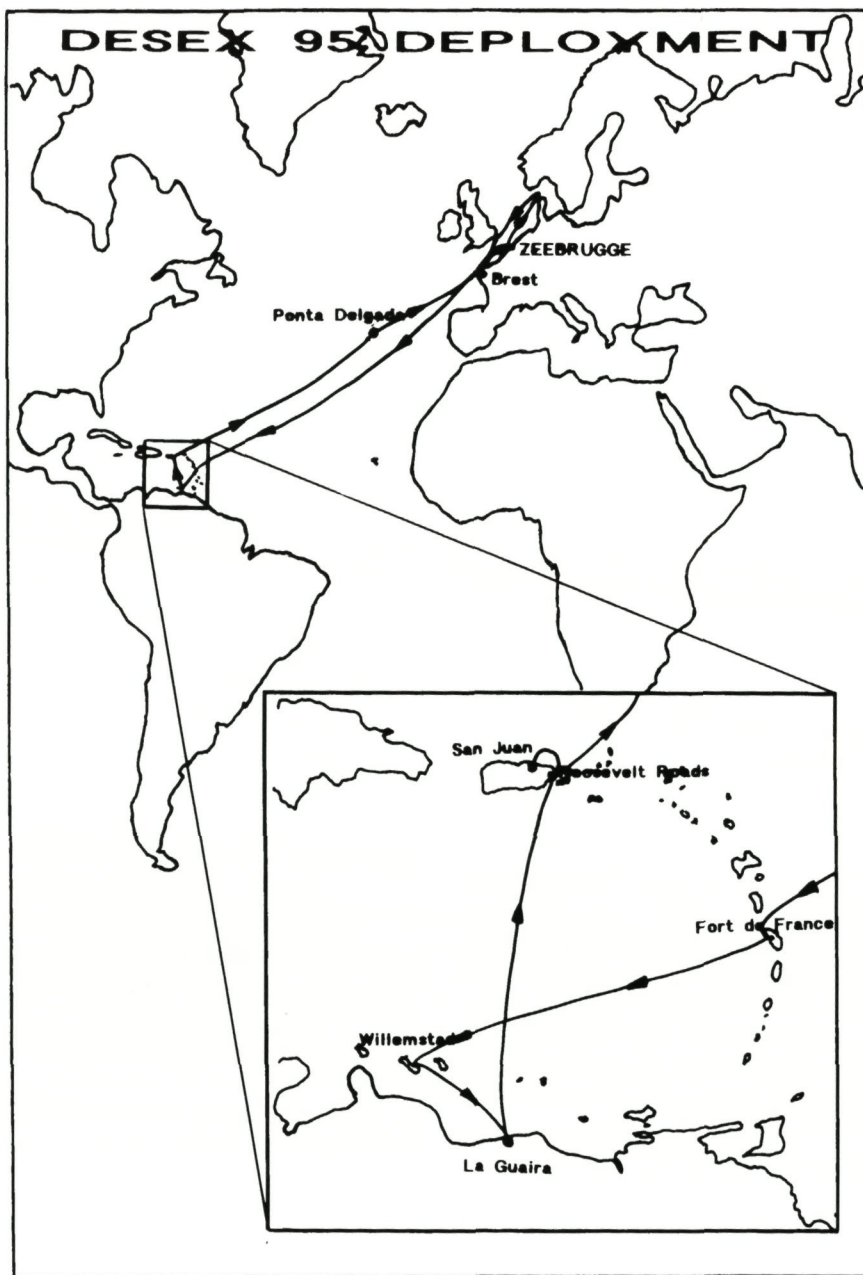 DESEX 95 DEPLOYMENT
ZEEBRUGGE
Brest
Ponta Delgada
San Juan
Roosevelt Roads
Fort de France
Willemstad
La Guaira